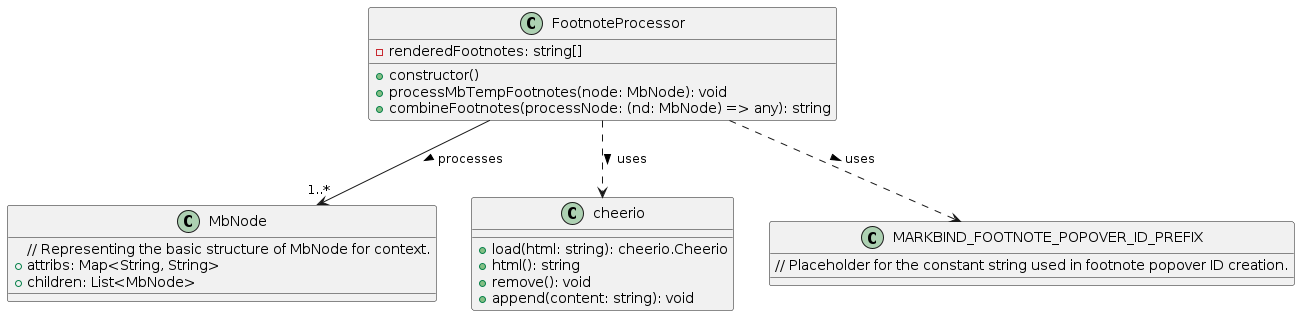 C FootnoteProcessor
renderedFootnotes: string[]
constructor()
processMbTempFootnotes(node: MbNode): void
combineFootnotes(processNode: (nd: MbNode) => any): string
processes
uses
uses
1..*
C MbNode
// Representing the basic structure of MbNode for context.
attribs: Map<String, String>
children: List<MbNode>
C cheerio
load(html: string): cheerio.Cheerio
html(): string
remove(): void
append(content: string): void
C MARKBIND_FOOTNOTE_POPOVER_ID_PREFIX
// Placeholder for the constant string used in footnote popover ID creation.